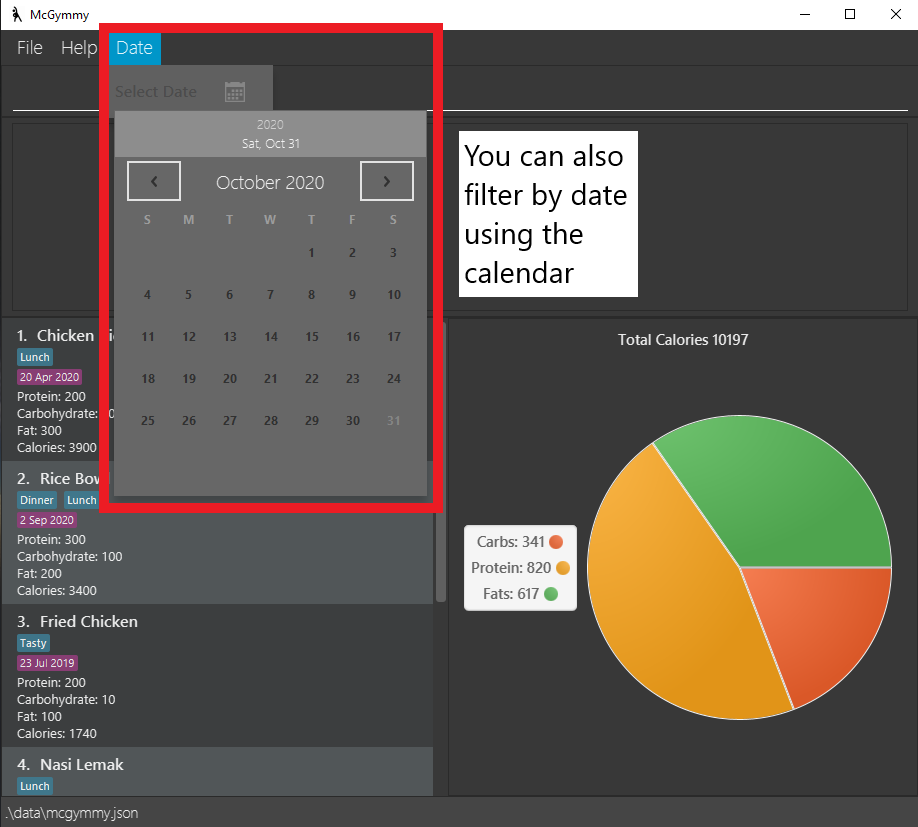 McGymmy
File Help Date
Select Date
2020
Sat, Oct 31
October 2020
S M T W T F S
1 2 3
4 5 6 7 8 9 10
11 12 13 14 15 16 17
18 19 20 21 22 23 24
25 26 27 28 29 30 31
You can also
filter by date
using the
calendar
1. Chicken
Lunch
20 Apr 2020
Protein: 200
Carbohydrate:
Fat: 300
Calories: 3900
2. Rice Bow
Dinner Lunch
2 Sep 2020
Protein: 300
Carbohydrate: 100
Fat: 200
Calories: 3400
3. Fried Chicken
Tasty
23 Jul 2019
Protein: 200
Carbohydrate: 10
Fat: 100
Calories: 1740
4. Nasi Lemak
Lunch
Total Calories 10197
Carbs: 341
Protein: 820
Fats: 617
.\data\mcgymmy.json